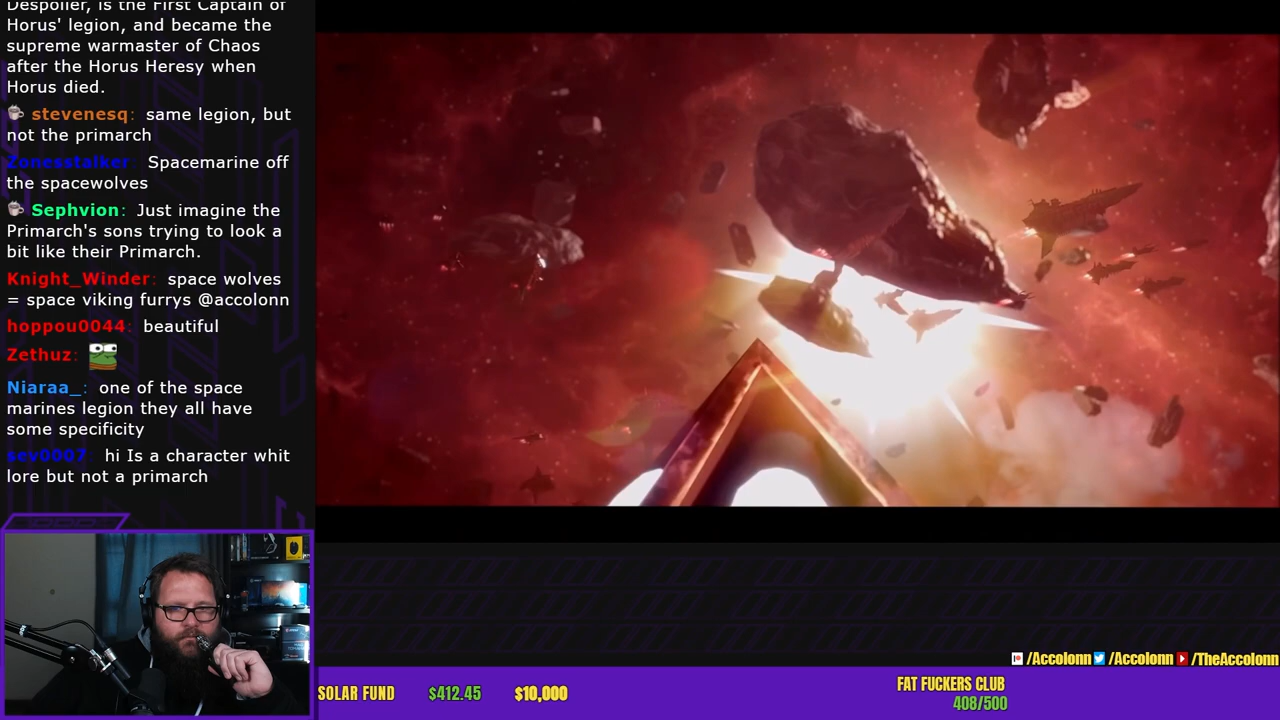 Despoiler, is the First Captain of
Horus' legion, and became the
supreme warmaster of Chaos
after the Horus Heresy when
Horus died.
stevenesq: same legion, but
not the primarch
Zonesstalker: Spacemarine off
the spacewolves
Sephvion: Just imagine the
Primarch's sons trying to look a
bit like their Primarch.
Knight_Winder: space wolves
= space viking furrys @accolonn
hoppou0044: beautiful
Zethuz:
Niaraa_: one of the space
marines legion they all have
some specificity
sev0007: hi Is a character whit
lore but not a primarch
/Accolonn /Accolonn /TheAccolonn
SOLAR FUND $412.45 $10,000
FAT FUCKERS CLUB
408/500